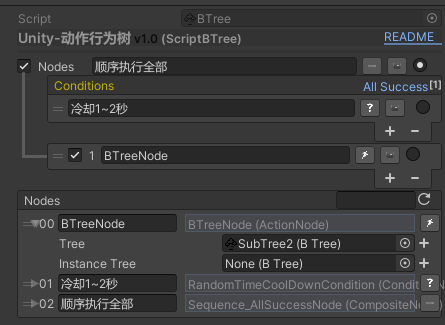 Script BTree
Unity-动作行为树 v1.0 (ScriptBTree) README
Nodes 顺序执行全部
Conditions All Success[1]
冷却1~2秒 ?
+ −
1 BTreeNode
+ −
Nodes
00 BTreeNode BTreeNode (ActionNode)
Tree SubTree2 (B Tree) +
Instance Tree None (B Tree) +
01 冷却1~2秒 RandomTimeCoolDownCondition (ConditionN ?
02 顺序执行全部 Sequence_AllSuccessNode (CompositeNode)